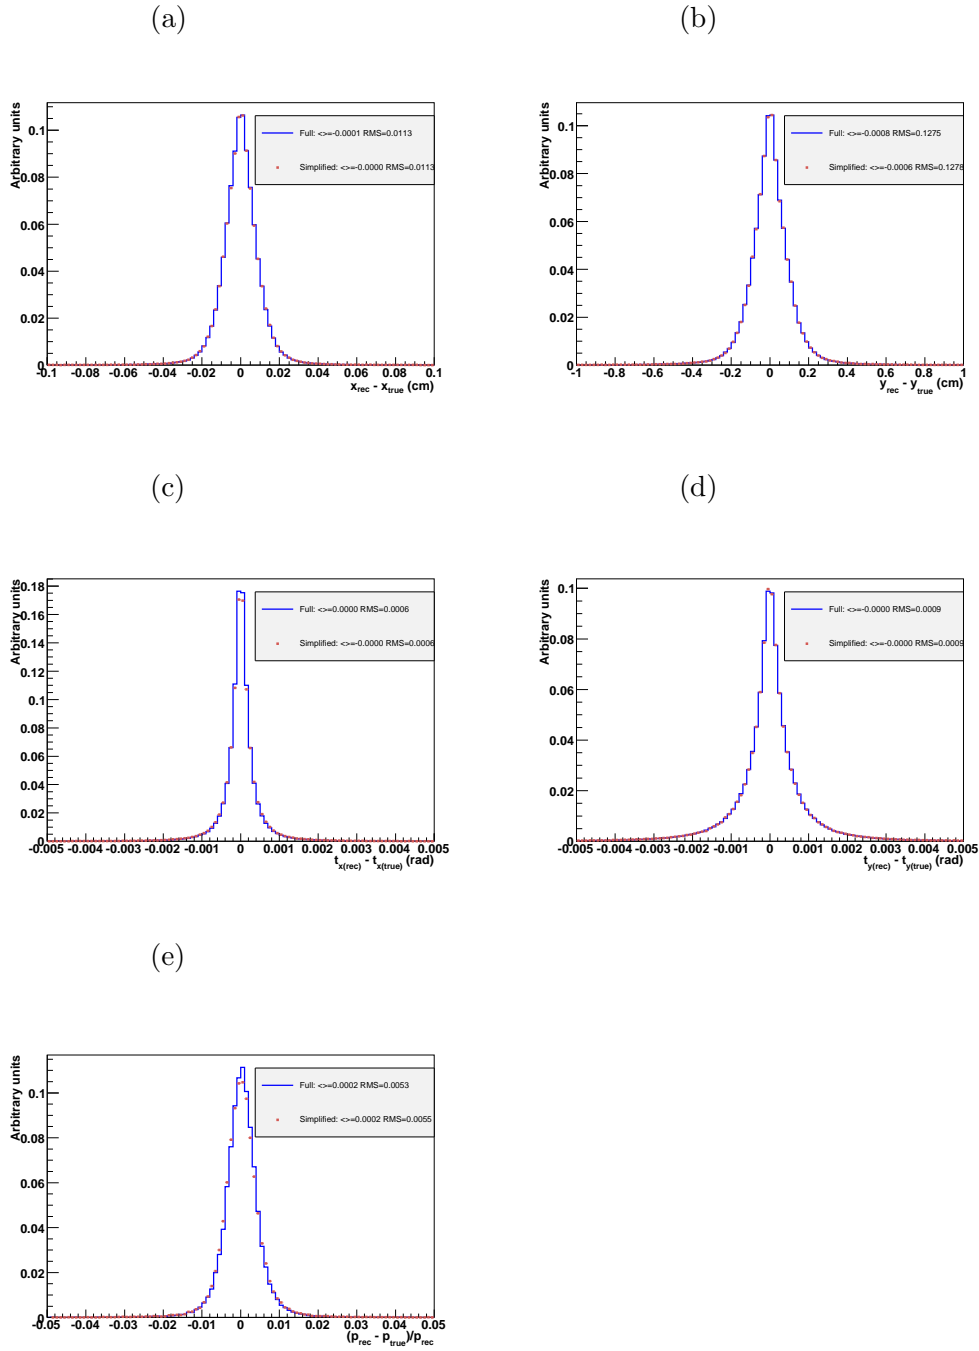 (a)
Arbitrary units
0.1
0.08
0.06
0.04
0.02
0
Full: <>=-0.0001 RMS=0.0113
Simplified: <>=-0.0000 RMS=0.0113
-0.1 -0.08 -0.06 -0.04 -0.02 0 0.02 0.04 0.06 0.08 0.1
x_rec - x_true (cm)
(b)
Arbitrary units
0.1
0.08
0.06
0.04
0.02
0
Full: <>=-0.0008 RMS=0.1275
Simplified: <>=-0.0006 RMS=0.1278
-1 -0.8 -0.6 -0.4 -0.2 0 0.2 0.4 0.6 0.8 1
y_rec - y_true (cm)
(c)
Arbitrary units
0.18
0.16
0.14
0.12
0.1
0.08
0.06
0.04
0.02
0
Full: <>=0.0000 RMS=0.0006
Simplified: <>=-0.0000 RMS=0.0006
-0.005 -0.004 -0.003 -0.002 -0.001 0 0.001 0.002 0.003 0.004 0.005
t_x(rec) - t_x(true) (rad)
(d)
Arbitrary units
0.1
0.08
0.06
0.04
0.02
0
Full: <>=-0.0000 RMS=0.0009
Simplified: <>=-0.0000 RMS=0.0009
-0.005 -0.004 -0.003 -0.002 -0.001 0 0.001 0.002 0.003 0.004 0.005
t_y(rec) - t_y(true) (rad)
(e)
Arbitrary units
0.1
0.08
0.06
0.04
0.02
0
Full: <>=0.0002 RMS=0.0053
Simplified: <>=0.0002 RMS=0.0055
-0.05 -0.04 -0.03 -0.02 -0.01 0 0.01 0.02 0.03 0.04 0.05
(p_rec - p_true)/p_rec